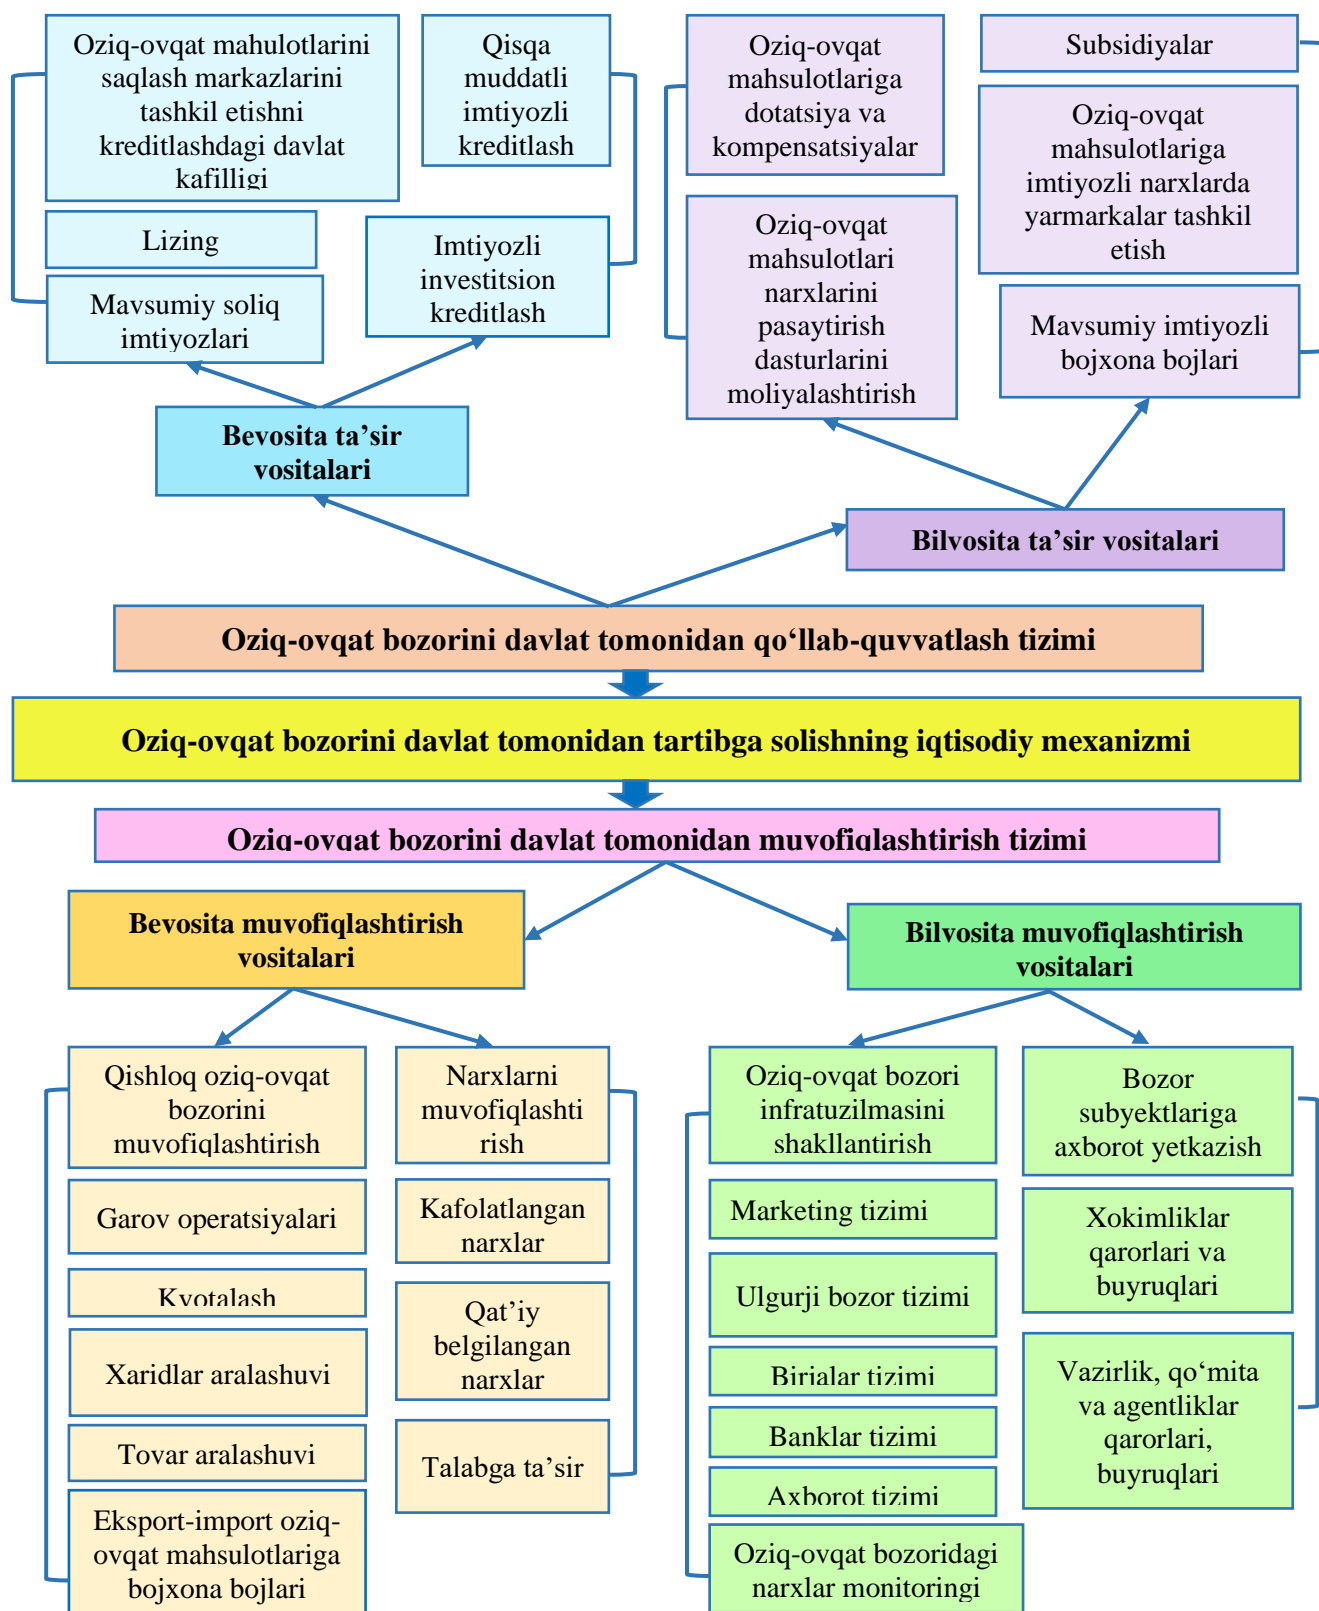 Oziq-ovqat mahulotlarini
saqlash markazlarini
tashkil etishni
kreditlashdagi davlat
kafilligi
Lizing
Mavsumiy soliq
imtiyozlari
Qisqa
muddatli
imtiyozli
kreditlash
Imtiyozli
investitsion
kreditlash
Oziq-ovqat
mahsulotlariga
dotatsiya va
kompensatsiyalar
Oziq-ovqat
mahsulotlari
narxlarini
pasaytirish
dasturlarini
moliyalashtirish
Subsidiyalar
Oziq-ovqat
mahsulotlariga
imtiyozli narxlarda
yarmarkalar tashkil
etish
Mavsumiy imtiyozli
bojxona bojlari
Bevosita ta’sir
vositalari
Bilvosita ta’sir vositalari
Oziq-ovqat bozorini davlat tomonidan qo‘llab-quvvatlash tizimi
Oziq-ovqat bozorini davlat tomonidan tartibga solishning iqtisodiy mexanizmi
Oziq-ovqat bozorini davlat tomonidan muvofiqlashtirish tizimi
Bevosita muvofiqlashtirish
vositalari
Bilvosita muvofiqlashtirish
vositalari
Qishloq oziq-ovqat
bozorini
muvofiqlashtirish
Garov operatsiyalari
Kvotalash
Xaridlar aralashuvi
Tovar aralashuvi
Eksport-import oziq-
ovqat mahsulotlariga
bojxona bojlari
Narxlarni
muvofiqlashti
rish
Kafolatlangan
narxlar
Qat’iy
belgilangan
narxlar
Talabga ta’sir
Oziq-ovqat bozori
infratuzilmasini
shakllantirish
Marketing tizimi
Ulgurji bozor tizimi
Birjalar tizimi
Banklar tizimi
Axborot tizimi
Oziq-ovqat bozoridagi
narxlar monitoringi
Bozor
subyektlariga
axborot yetkazish
Xokimliklar
qarorlari va
buyruqlari
Vazirlik, qo‘mita
va agentliklar
qarorlari,
buyruqlari